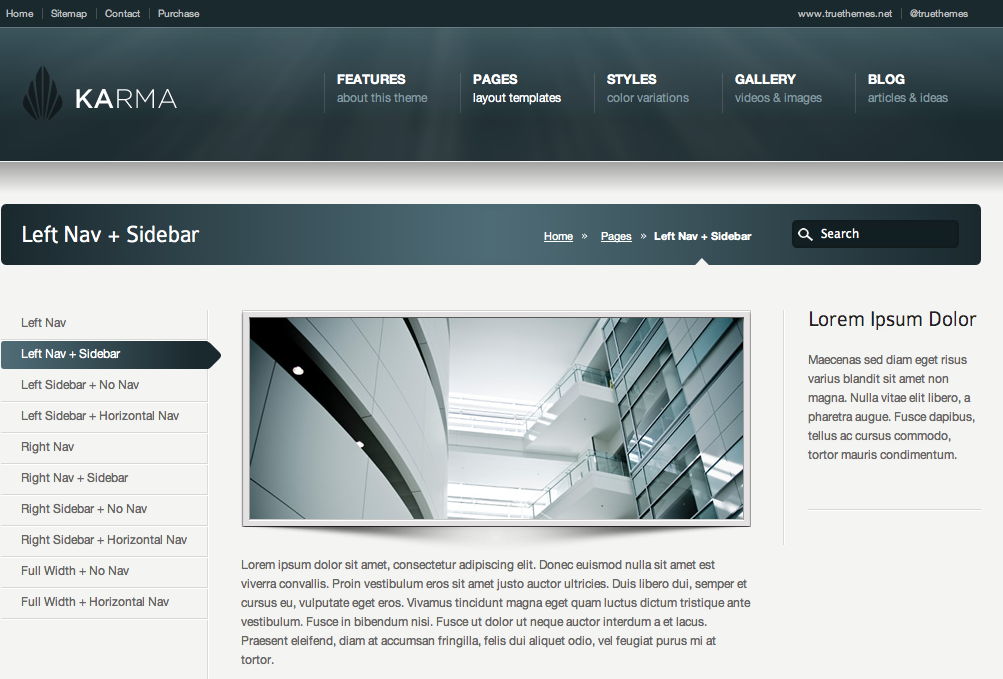 Home
Sitemap
Contact
Purchase
www.truethemes.net
@truethemes
KARMA
FEATURES
about this theme
PAGES
layout templates
STYLES
color variations
GALLERY
videos & images
BLOG
articles & ideas
Left Nav + Sidebar
Home » Pages » Left Nav + Sidebar
Search
Left Nav
Left Nav + Sidebar
Left Sidebar + No Nav
Left Sidebar + Horizontal Nav
Right Nav
Right Nav + Sidebar
Right Sidebar + No Nav
Right Sidebar + Horizontal Nav
Full Width + No Nav
Full Width + Horizontal Nav
Lorem ipsum dolor sit amet, consectetur adipiscing elit. Donec euismod nulla sit amet est
viverra convallis. Proin vestibulum eros sit amet justo auctor ultricies. Duis libero dui, semper et
cursus eu, vulputate eget eros. Vivamus tincidunt magna eget quam luctus dictum tristique ante
vestibulum. Fusce in bibendum nisi. Fusce ut dolor ut neque auctor interdum a et lacus.
Praesent eleifend, diam at accumsan fringilla, felis dui aliquet odio, vel feugiat purus mi at
tortor.
Lorem Ipsum Dolor
Maecenas sed diam eget risus
varius blandit sit amet non
magna. Nulla vitae elit libero, a
pharetra augue. Fusce dapibus,
tellus ac cursus commodo,
tortor mauris condimentum.